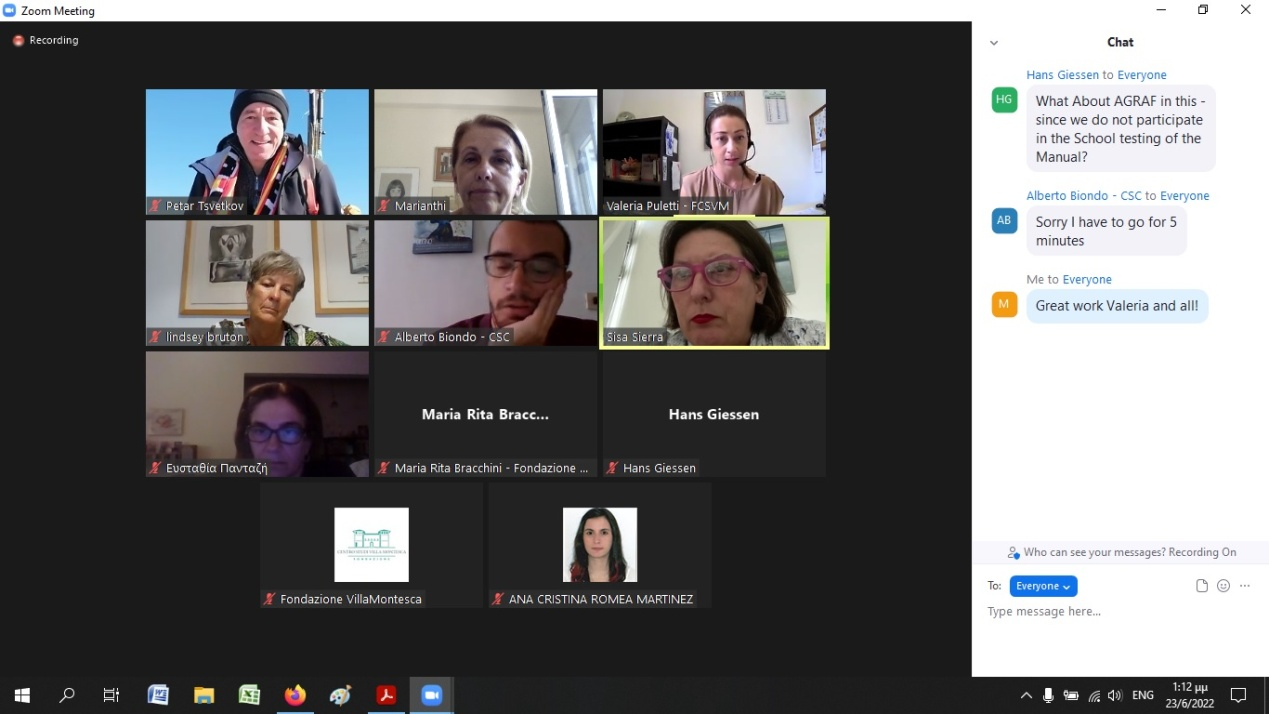 Zoom Meeting
Recording
Petar Tsvetkov
Marianthi
Valeria Puletti - FCSVM
lindsey bruton
Alberto Biondo - CSC
Sisa Sierra
Ευσταθία Πανταζή
Maria Rita Bracc...
Maria Rita Bracchini - Fondazione ...
Hans Giessen
Hans Giessen
Fondazione VillaMontesca
ANA CRISTINA ROMEA MARTINEZ
Chat
Hans Giessen to Everyone
HG
What About AGRAF in this -
since we do not participate
in the School testing of the
Manual?
Alberto Biondo - CSC to Everyone
AB
Sorry I have to go for 5
minutes
Me to Everyone
M
Great work Valeria and all!
Who can see your messages? Recording On
To: Everyone
Type message here...
ENG
1:12 μμ
23/6/2022